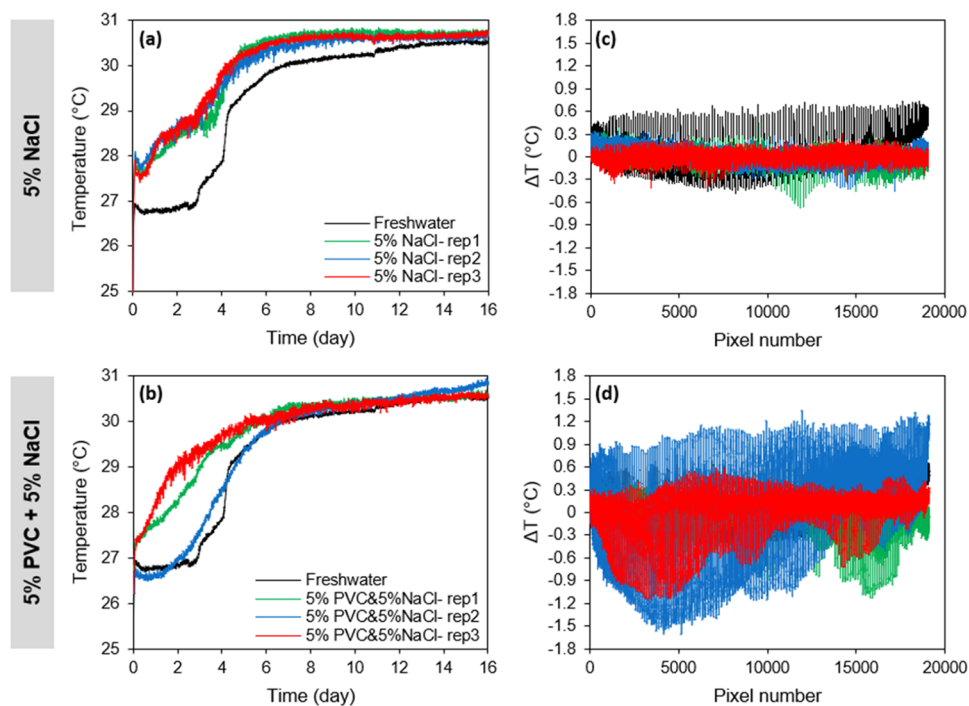 5% NaCl
(a)
31
30
29
28
27
26
25
Temperature (°C)
0 2 4 6 8 10 12 14 16
Time (day)
Freshwater
5% NaCl- rep1
5% NaCl- rep2
5% NaCl- rep3
(c)
1.8
1.5
1.2
0.9
0.6
0.3
0
-0.3
-0.6
-0.9
-1.2
-1.5
-1.8
ΔT (°C)
0 5000 10000 15000 20000
Pixel number
5% PVC + 5% NaCl
(b)
31
30
29
28
27
26
25
Temperature (°C)
0 2 4 6 8 10 12 14 16
Time (day)
Freshwater
5% PVC&5%NaCl- rep1
5% PVC&5%NaCl- rep2
5% PVC&5%NaCl- rep3
(d)
1.8
1.5
1.2
0.9
0.6
0.3
0
-0.3
-0.6
-0.9
-1.2
-1.5
-1.8
ΔT (°C)
0 5000 10000 15000 20000
Pixel number